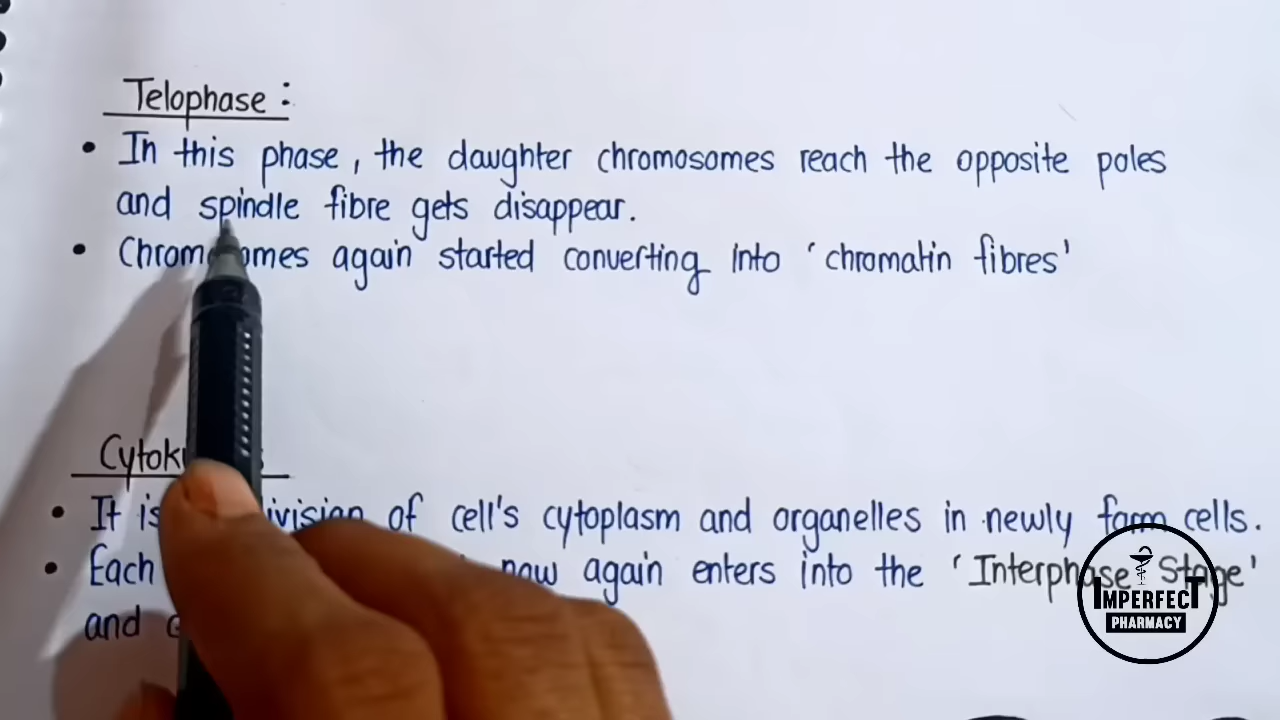 Telophase :
• In this phase, the daughter chromosomes reach the opposite poles
and spindle fibre gets disappear.
• Chromosomes again started converting into 'chromatin fibres'
• It is division of cell's cytoplasm and organelles in newly form cells.
• Each now again enters into the 'Interphase Stage'
and
IMPERFECT
PHARMACY